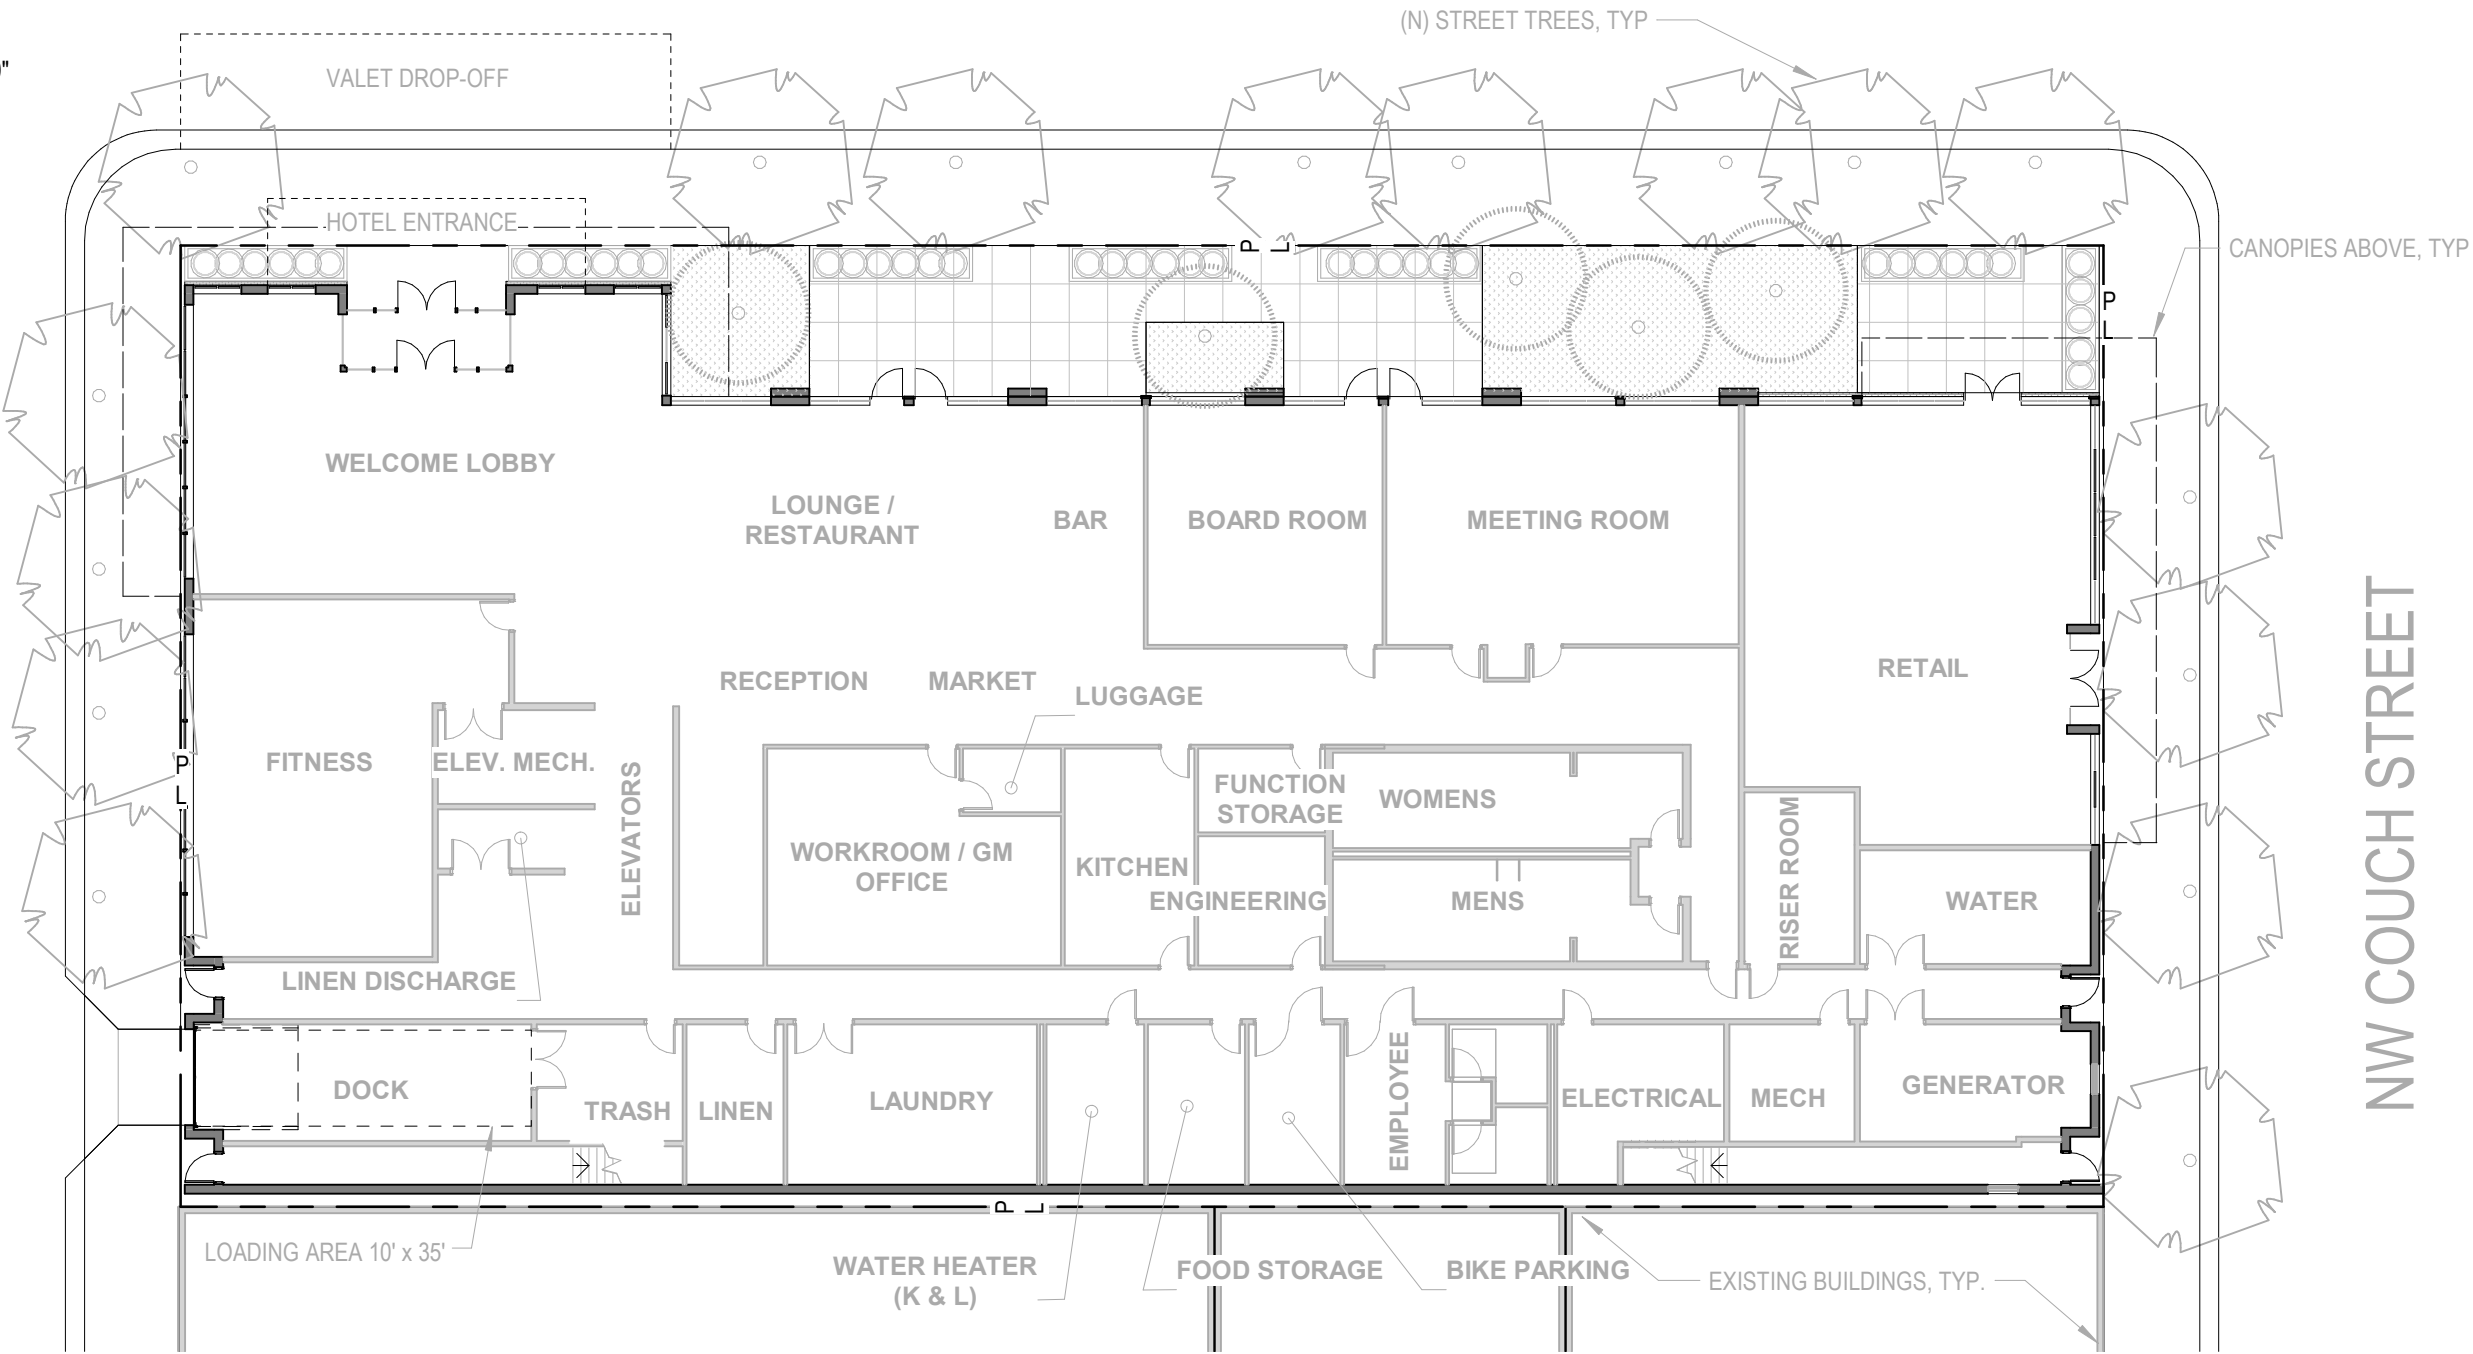 (N) STREET TREES, TYP
"
VALET DROP-OFF
HOTEL ENTRANCE
P
L
CANOPIES ABOVE, TYP
P
L
WELCOME LOBBY
LOUNGE /
RESTAURANT
BAR
BOARD ROOM
MEETING ROOM
RETAIL
RECEPTION
MARKET
LUGGAGE
FITNESS
ELEV. MECH.
P
L
ELEVATORS
FUNCTION
STORAGE
WOMENS
WORKROOM / GM
OFFICE
KITCHEN
ENGINEERING
MENS
RISER ROOM
WATER
NW COUCH STREET
LINEN DISCHARGE
DOCK
TRASH
LINEN
LAUNDRY
EMPLOYEE
ELECTRICAL
MECH
GENERATOR
P
L
LOADING AREA 10' x 35'
WATER HEATER
(K & L)
FOOD STORAGE
BIKE PARKING
EXISTING BUILDINGS, TYP.